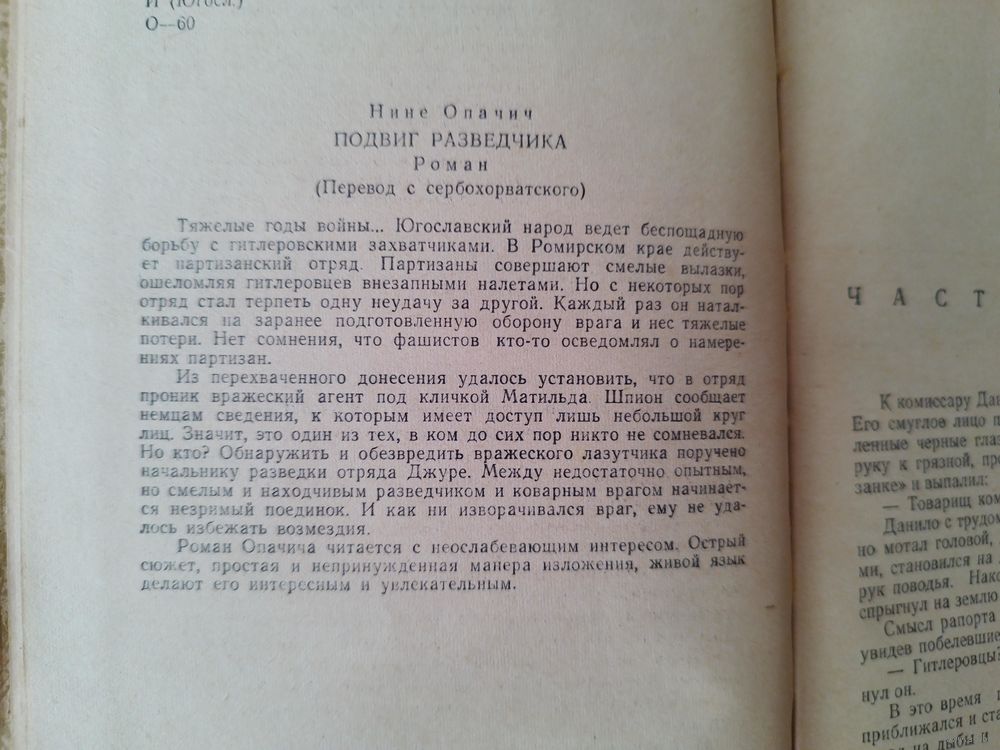 И (Югосл.)
О—60
Нине Опачич
ПОДВИГ РАЗВЕДЧИКА
Роман
(Перевод с сербохорватского)
Тяжелые годы войны... Югославский народ ведет беспощадную
борьбу с гитлеровскими захватчиками. В Ромирском крае действу-
ет партизанский отряд. Партизаны совершают смелые вылазки,
ошеломляя гитлеровцев внезапными налетами. Но с некоторых пор
отряд стал терпеть одну неудачу за другой. Каждый раз он натал-
кивался на заранее подготовленную оборону врага и нес тяжелые
потери. Нет сомнения, что фашистов кто-то осведомлял о намере-
ниях партизан.
Из перехваченного донесения удалось установить, что в отряд
проник вражеский агент под кличкой Матильда. Шпион сообщает
немцам сведения, к которым имеет доступ лишь небольшой круг
лиц. Значит, это один из тех, в ком до сих пор никто не сомневался.
Но кто? Обнаружить и обезвредить вражеского лазутчика поручено
начальнику разведки отряда Джуре. Между недостаточно опытным,
но смелым и находчивым разведчиком и коварным врагом начинает-
ся незримый поединок. И как ни изворачивался враг, ему не уда-
лось избежать возмездия.
Роман Опачича читается с неослабевающим интересом. Острый
сюжет, простая и непринужденная манера изложения, живой язык
делают его интересным и увлекательным.
ЧАСТ
К комиссару Дан
Его смуглое лицо п
ленные черные гла
руку к грязной, пр
занке» и выпалил:
— Товарищ ком
Данило с трудом
но мотал головой,
ми, становился на
рук поводья. Нак
спрыгнул на землю
Смысл рапорта
увидев побелевшие
— Гитлеровцы?
нул он.
В это время
приближался и ста
на дыбы и